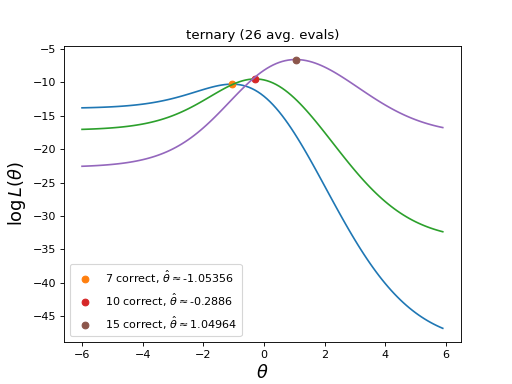 ternary (26 avg. evals)
−5
−10
−15
−20
−25
−30
−35
−40
−45
log L(θ)
7 correct, θ̂ ≈ -1.05356
10 correct, θ̂ ≈ -0.2886
15 correct, θ̂ ≈ 1.04964
−6 −4 −2 0 2 4 6
θ